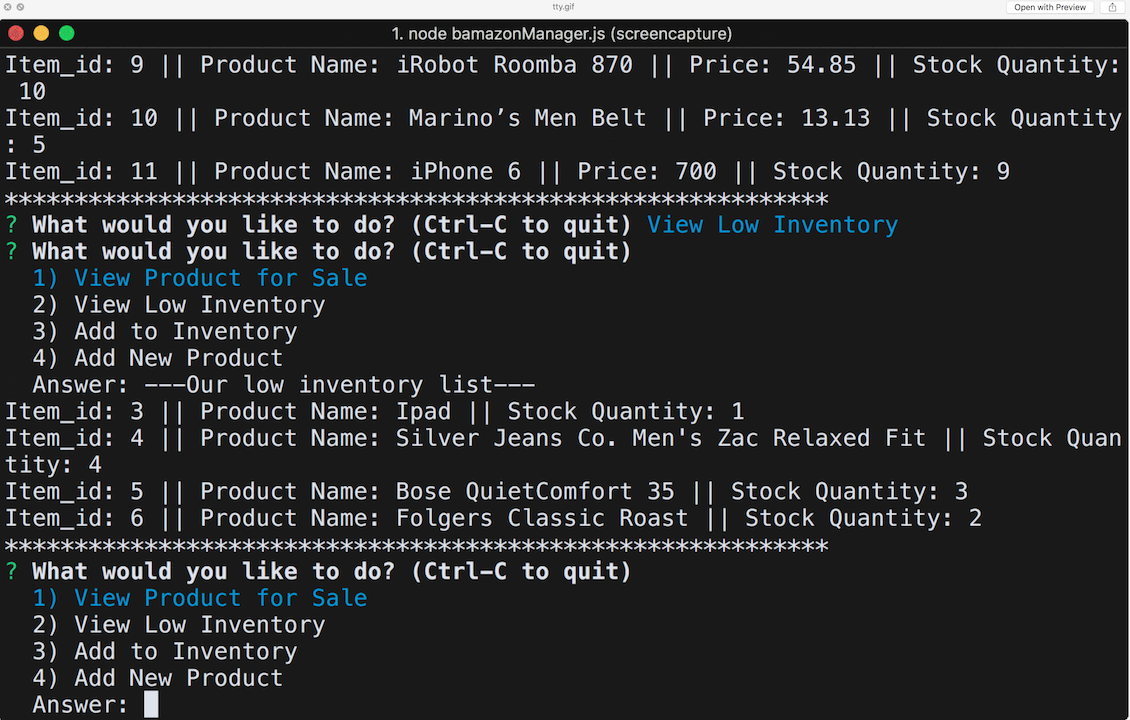 tty.gif
Open with Preview
1. node bamazonManager.js (screencapture)
Item_id: 9 || Product Name: iRobot Roomba 870 || Price: 54.85 || Stock Quantity:
10
Item_id: 10 || Product Name: Marino’s Men Belt || Price: 13.13 || Stock Quantity
: 5
Item_id: 11 || Product Name: iPhone 6 || Price: 700 || Stock Quantity: 9
***********************************************************
? What would you like to do? (Ctrl-C to quit) View Low Inventory
? What would you like to do? (Ctrl-C to quit)
1) View Product for Sale
2) View Low Inventory
3) Add to Inventory
4) Add New Product
Answer: ---Our low inventory list---
Item_id: 3 || Product Name: Ipad || Stock Quantity: 1
Item_id: 4 || Product Name: Silver Jeans Co. Men's Zac Relaxed Fit || Stock Quan
tity: 4
Item_id: 5 || Product Name: Bose QuietComfort 35 || Stock Quantity: 3
Item_id: 6 || Product Name: Folgers Classic Roast || Stock Quantity: 2
***********************************************************
? What would you like to do? (Ctrl-C to quit)
1) View Product for Sale
2) View Low Inventory
3) Add to Inventory
4) Add New Product
Answer: